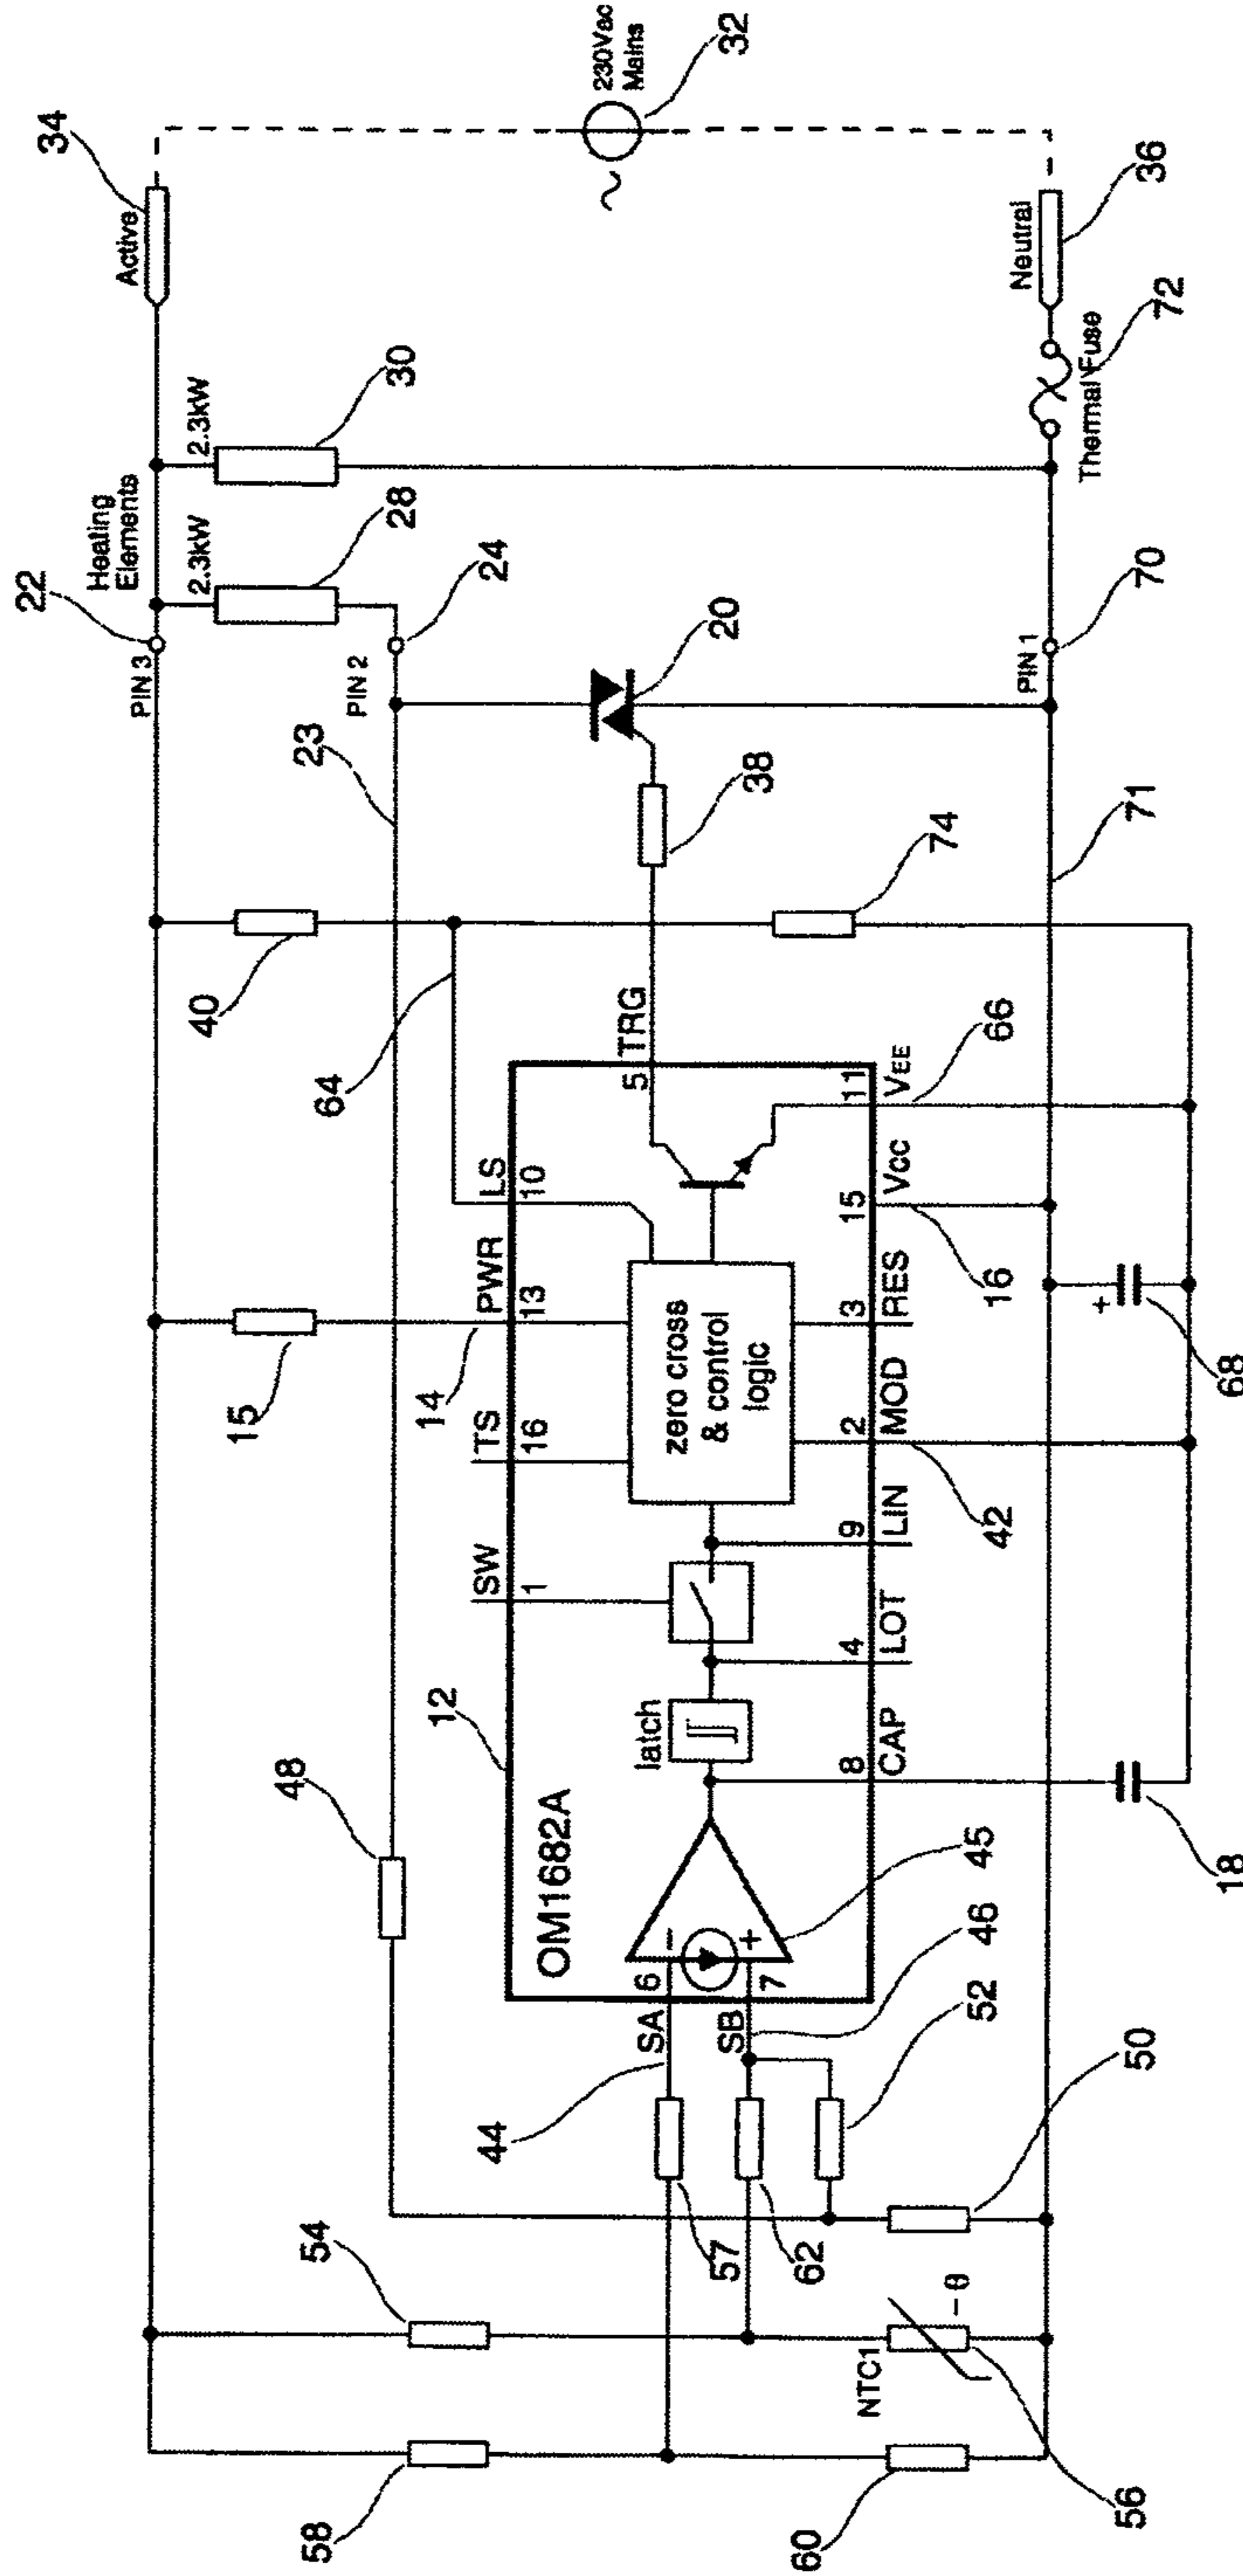 34
Active
230Vac
Mains
32
~
Neutral
36
Thermal Fuse
72
Heating
Elements
2.3kW
30
2.3kW
28
22
PIN 3
24
PIN 2
20
PIN 1
70
23
38
71
74
40
64
5
TRG
66
11
VEE
LS
10
PWR
13
14
15
TS
16
zero cross
& control
logic
15
Vcc
16
3
RES
2
MOD
42
+
68
SW
1
9
LIN
4
LOT
latch
8
CAP
18
12
48
OM1682A
-
+
6
7
45
46
SA
SB
44
52
50
54
57
62
NTC1
-θ
58
60
56